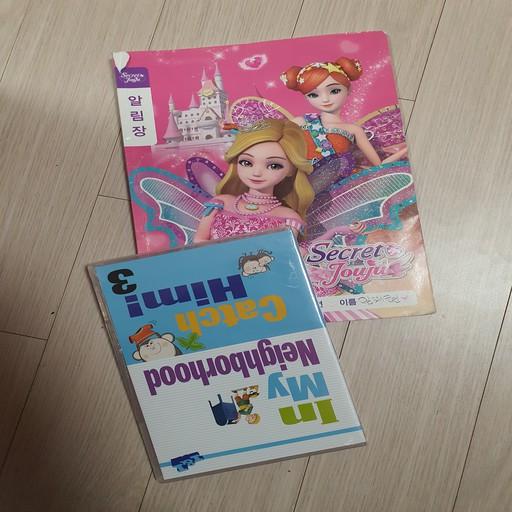 Secret
Jouju
알림장
Secret
Jouju
이름
In
My
Neighborhood
Catch
Him!
3